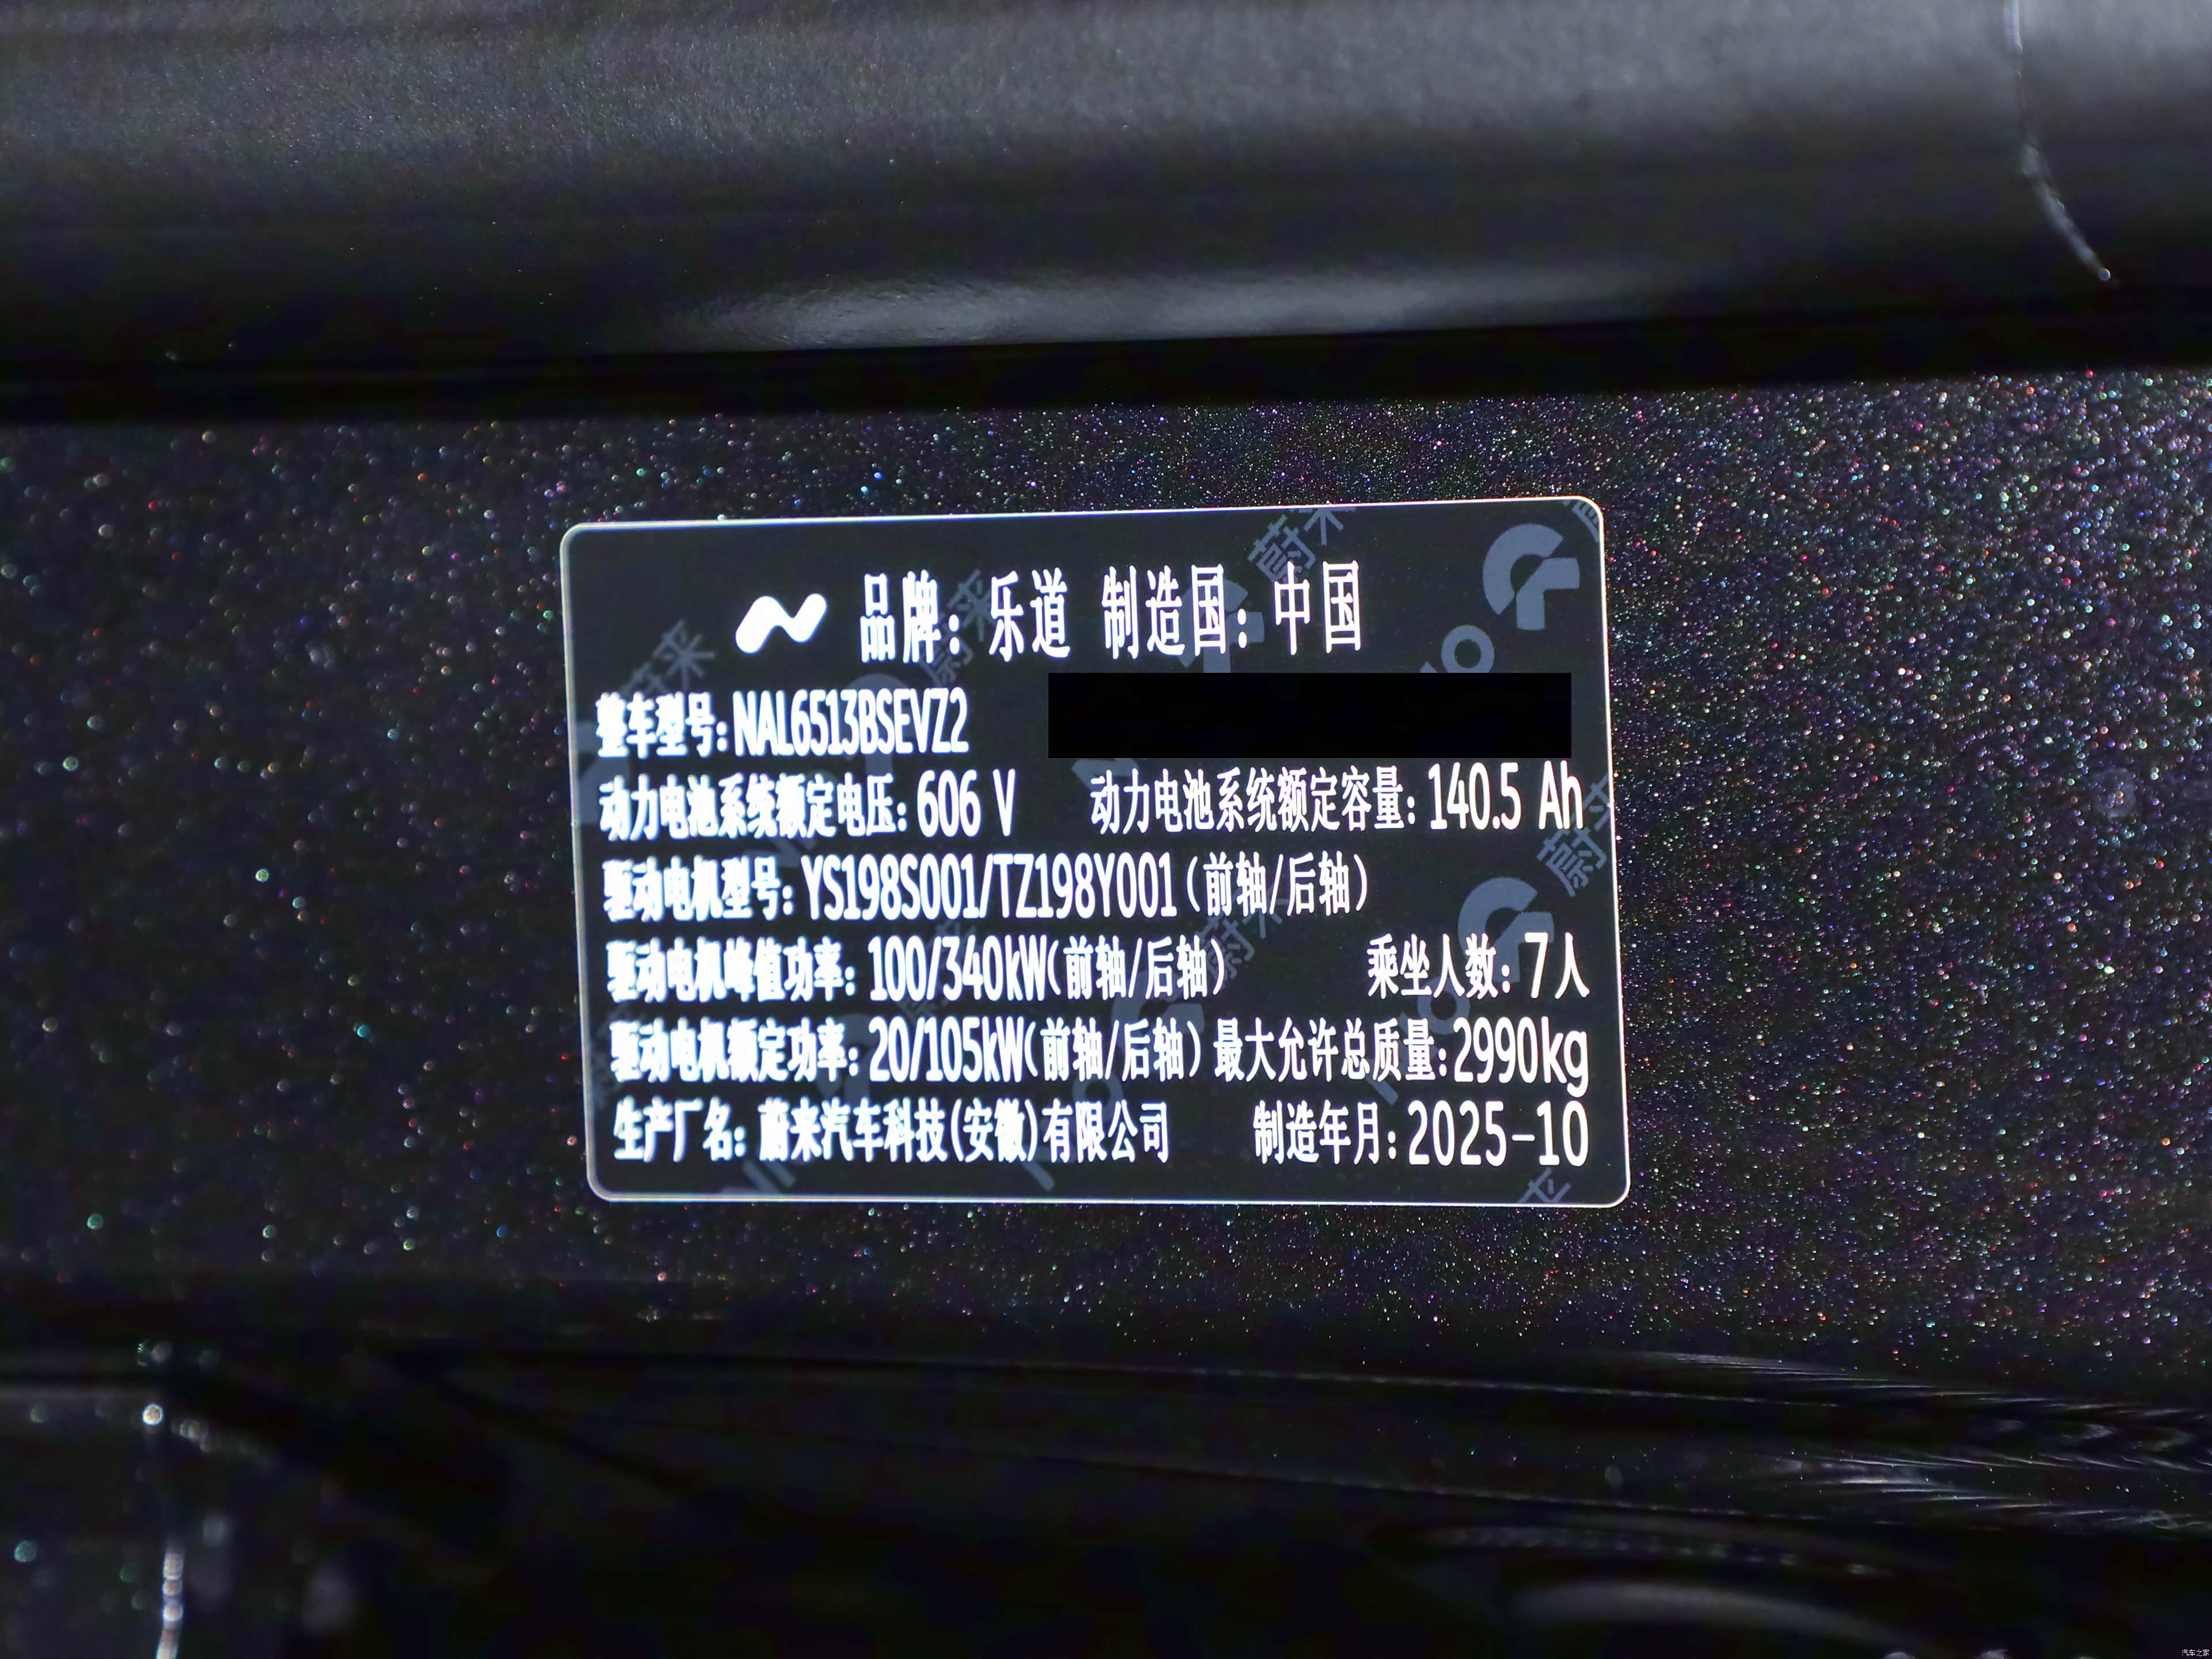 品牌：乐道 制造国：中国
整车型号：NAL6513BSEVZ2
动力电池系统额定电压：606 V 动力电池系统额定容量：140.5 Ah
驱动电机型号：YS198S001/TZ198Y001（前轴/后轴）
驱动电机峰值功率：100/340kW（前轴/后轴） 乘坐人数：7人
驱动电机额定功率：20/105kW（前轴/后轴） 最大允许总质量：2990kg
生产厂名：蔚来汽车科技(安徽)有限公司 制造年月：2025-10
汽车之家